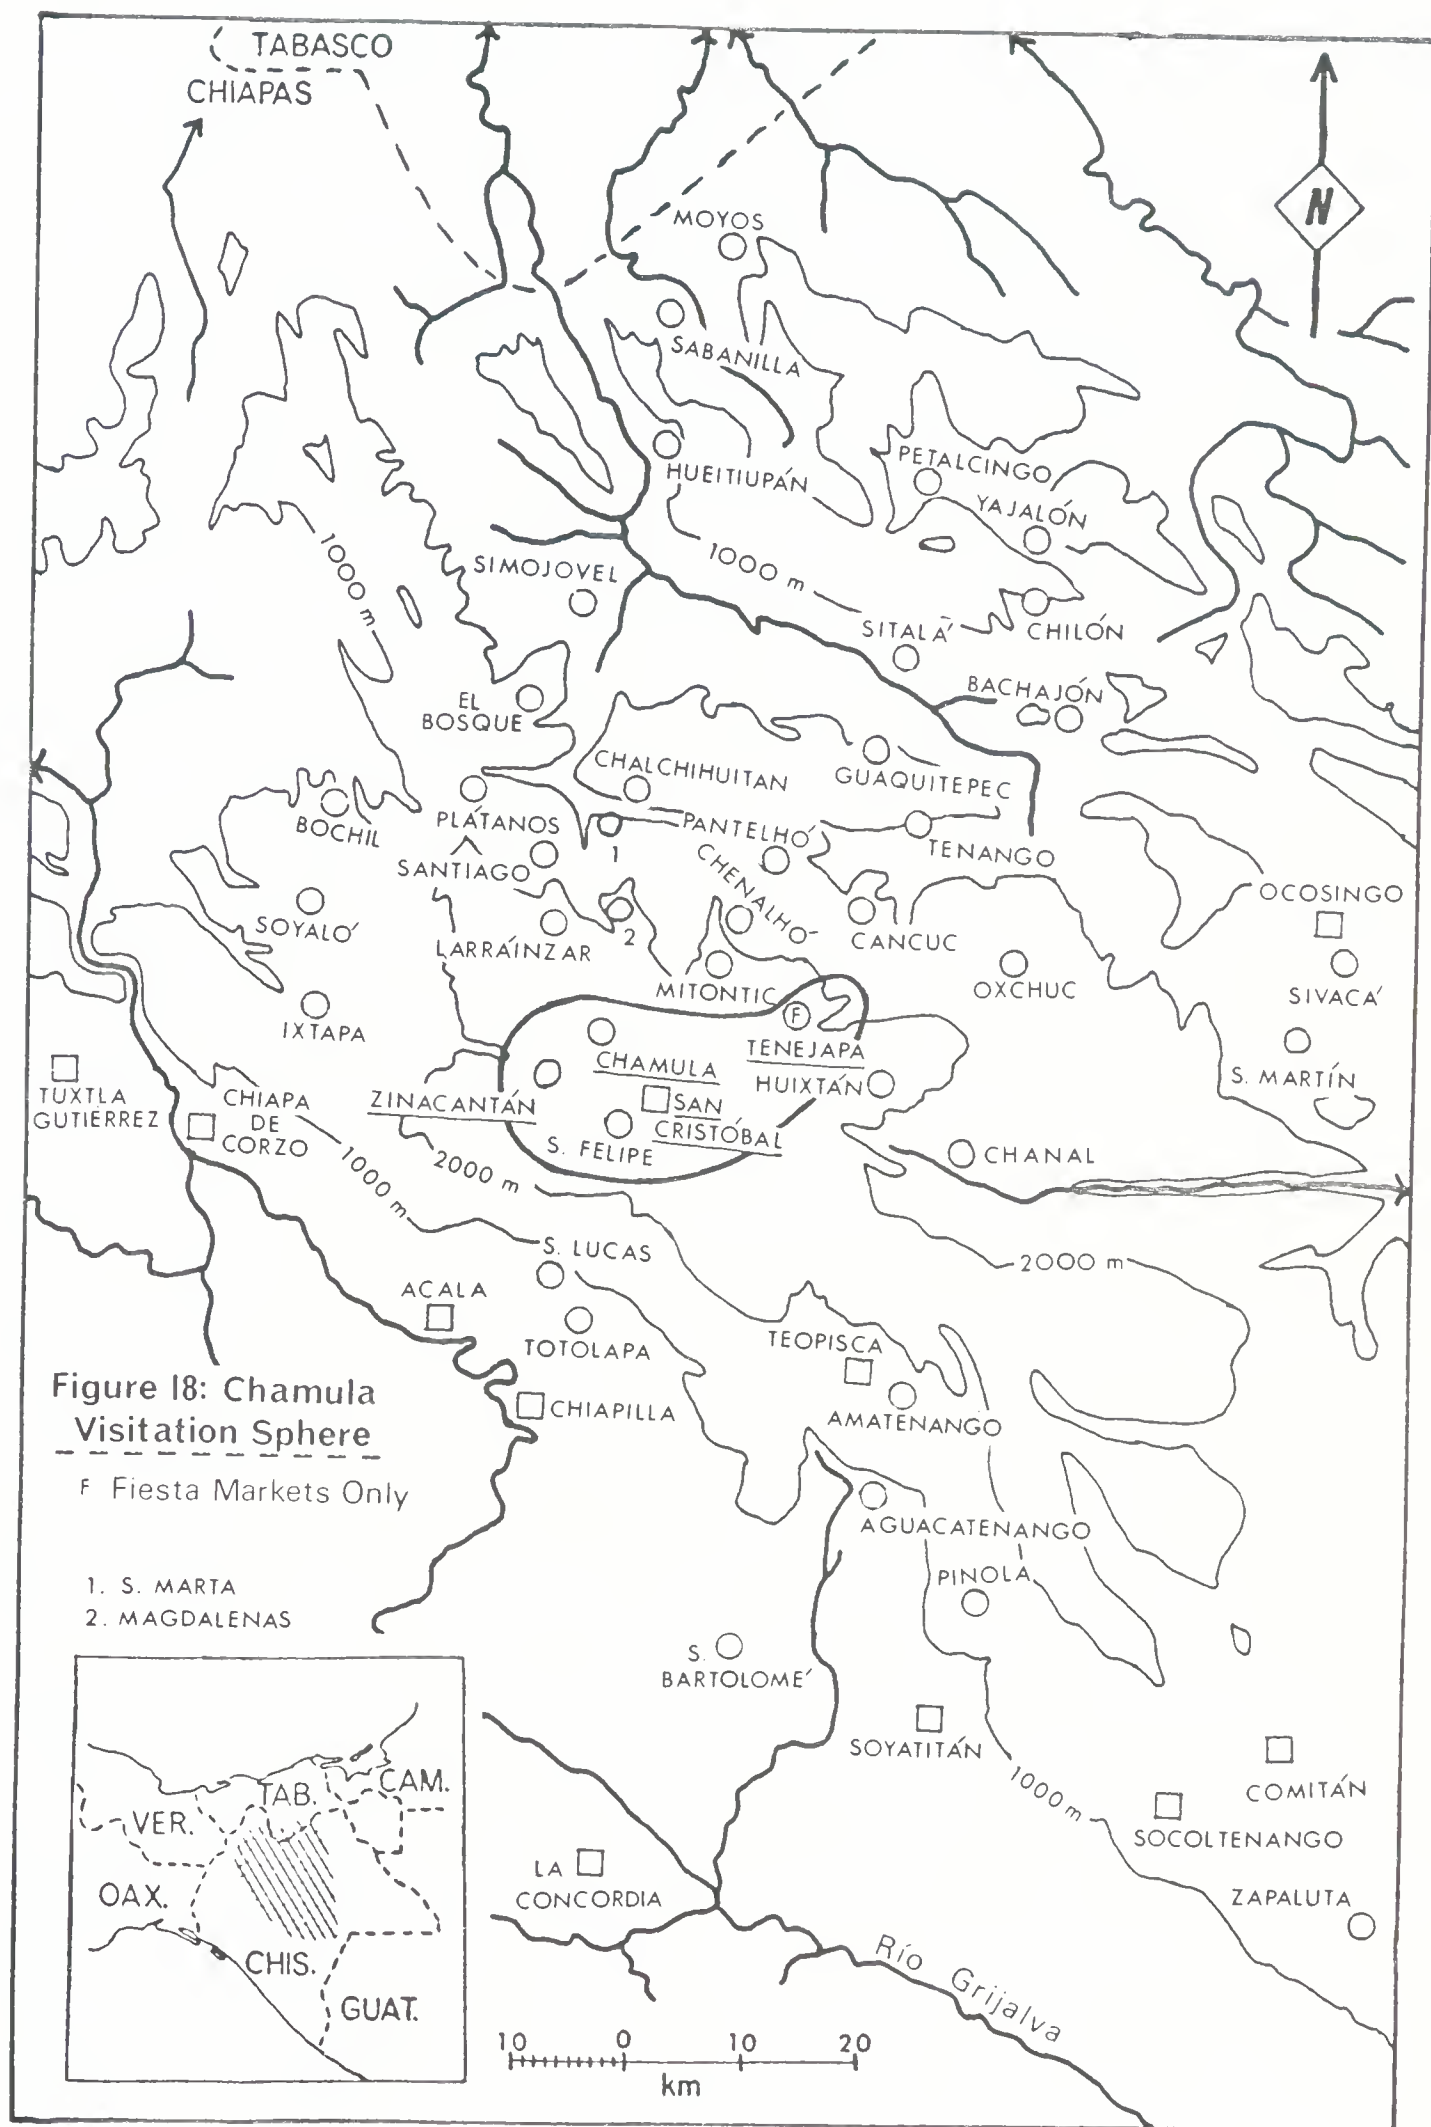 TABASCO
CHIAPAS
N
MOYOS
SABANILLA
HUEITIUPÁN
PETALCINGO
YAJALÓN
1000 m
1000 m
SIMOJOVEL
SITALÁ
CHILÓN
BACHAJÓN
EL
BOSQUE
CHALCHIHUITAN
GUAQUITEPEC
BOCHIL
PLÁTANOS
1
PANTELHÓ
TENANGO
SANTIAGO
CHENALHÓ
OCOSINGO
SOYALÓ
LARRÁINZAR
2
CANCUC
MITONTIC
OXCHUC
SIVACÁ
IXTAPA
F
TENEJAPA
CHAMULA
HUIXTÁN
S. MARTÍN
TUXTLA
GUTIÉRREZ
CHIAPA
DE
CORZO
ZINACANTÁN
SAN
CRISTÓBAL
S. FELIPE
CHANAL
2000 m
1000 m
2000 m
S. LUCAS
ACALA
TOTOLAPA
TEOPISCA
Figure 18: Chamula
Visitation Sphere
CHIAPILLA
AMATENANGO
F Fiesta Markets Only
AGUACATENANGO
PINOLA
1. S. MARTA
2. MAGDALENAS
S.
BARTOLOMÉ
SOYATITÁN
COMITÁN
1000 m
SOCOLTENANGO
CAM.
TAB.
VER.
OAX.
CHIS.
GUAT.
LA
CONCORDIA
ZAPALUTA
Río Grijalva
10 0 10 20
km